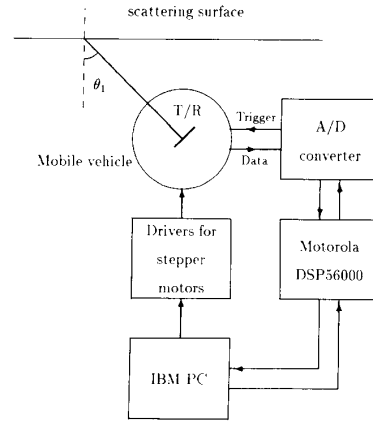 scattering surface
θ₁
T/R
Trigger
Data
A/D
converter
Mobile vehicle
Drivers for
stepper
motors
Motorola
DSP56000
IBM PC